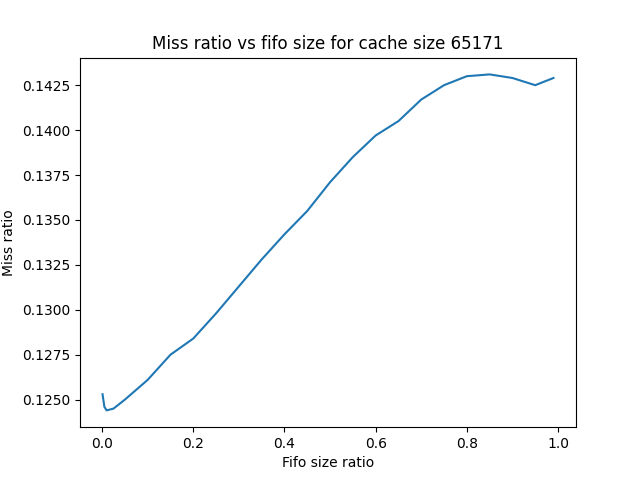 Miss ratio vs fifo size for cache size 65171
0.1425
0.1400
0.1375
0.1350
0.1325
0.1300
0.1275
0.1250
Miss ratio
0.0 0.2 0.4 0.6 0.8 1.0
Fifo size ratio